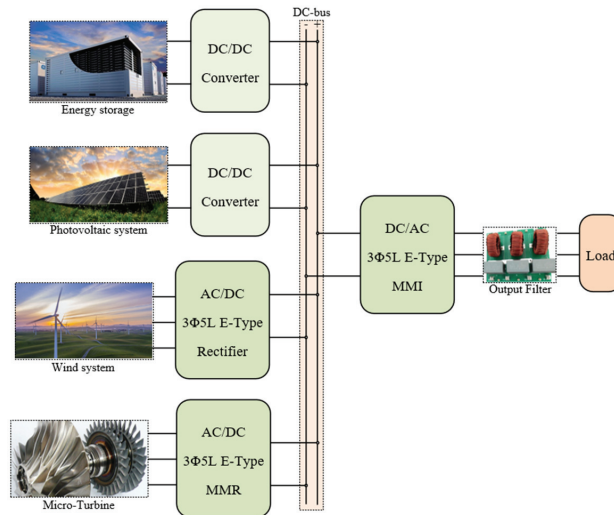 DC-bus
- +
DC/DC
Converter
Energy storage
DC/DC
Converter
Photovoltaic system
DC/AC
3Φ5L E-Type
MMI
Output Filter
Load
AC/DC
3Φ5L E-Type
Rectifier
Wind system
AC/DC
3Φ5L E-Type
MMR
Micro-Turbine